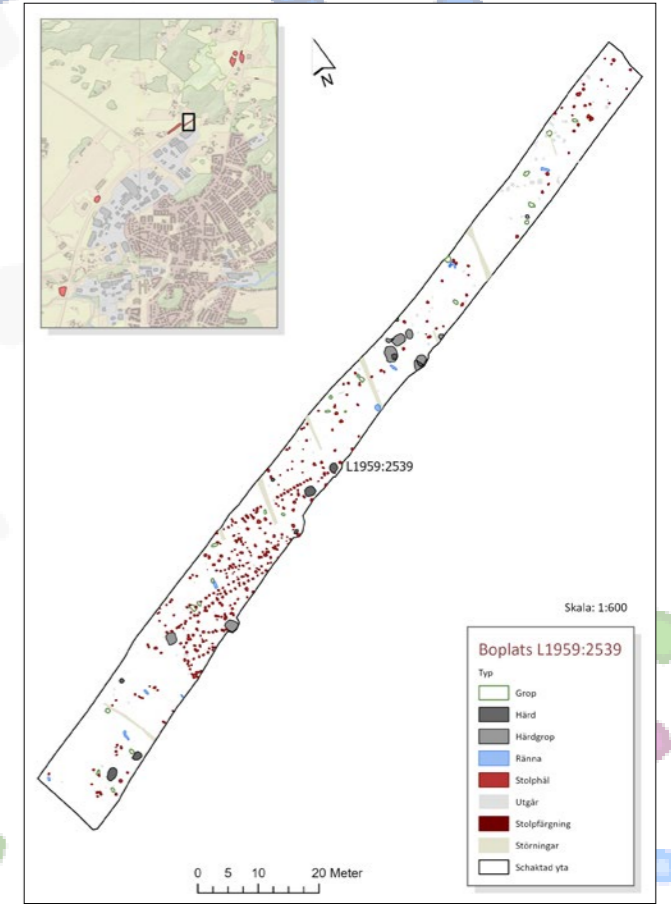 N
L1959:2539
Skala: 1:600
Boplats L1959:2539
Typ
Grop
Härd
Härdgrop
Ränna
Stolphål
Utgår
Stolpfärgning
Störningar
Schaktad yta
0 5 10 20 Meter